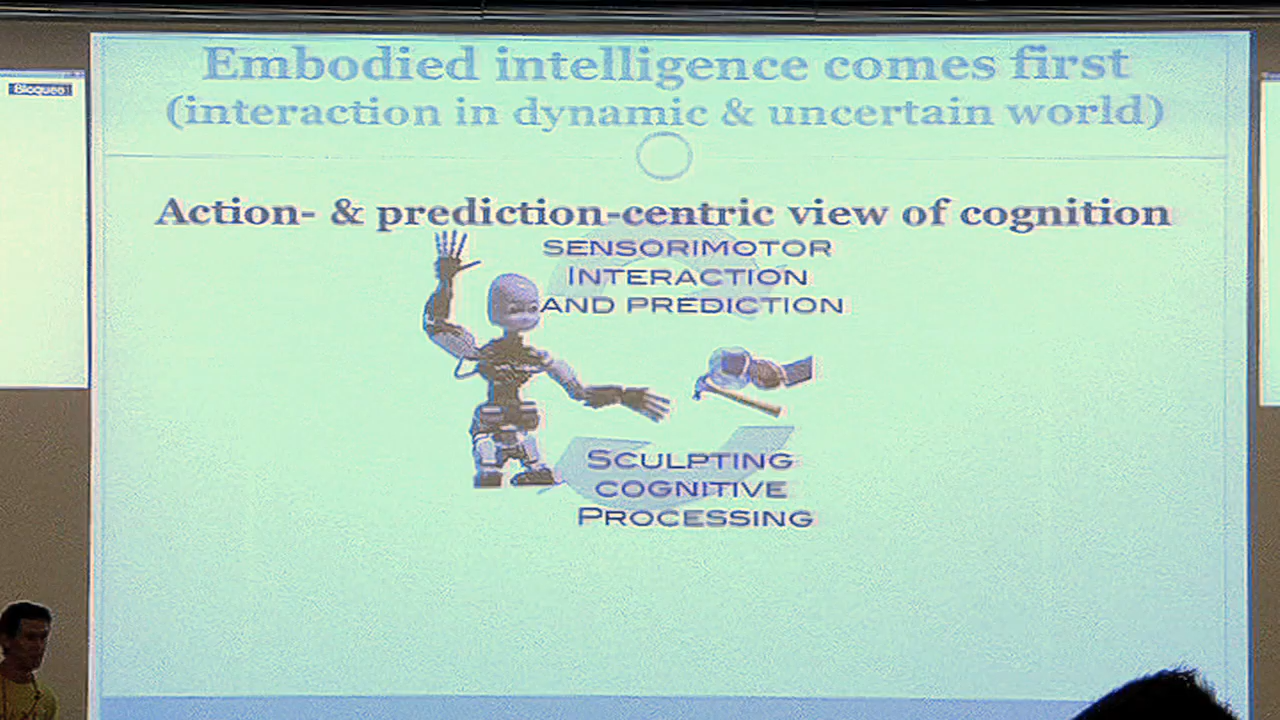 Bloqueo
Embodied intelligence comes first
(interaction in dynamic & uncertain world)
Action- & prediction-centric view of cognition
SENSORIMOTOR
INTERACTION
AND PREDICTION
SCULPTING
COGNITIVE
PROCESSING